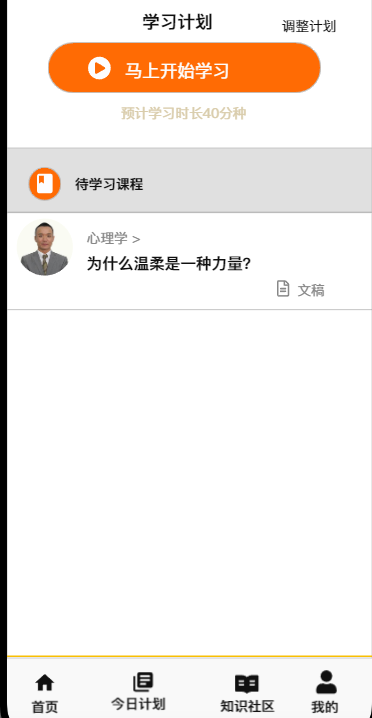 学习计划
调整计划
马上开始学习
预计学习时长40分种
待学习课程
心理学 >
为什么温柔是一种力量?
文稿
首页
今日计划
知识社区
我的